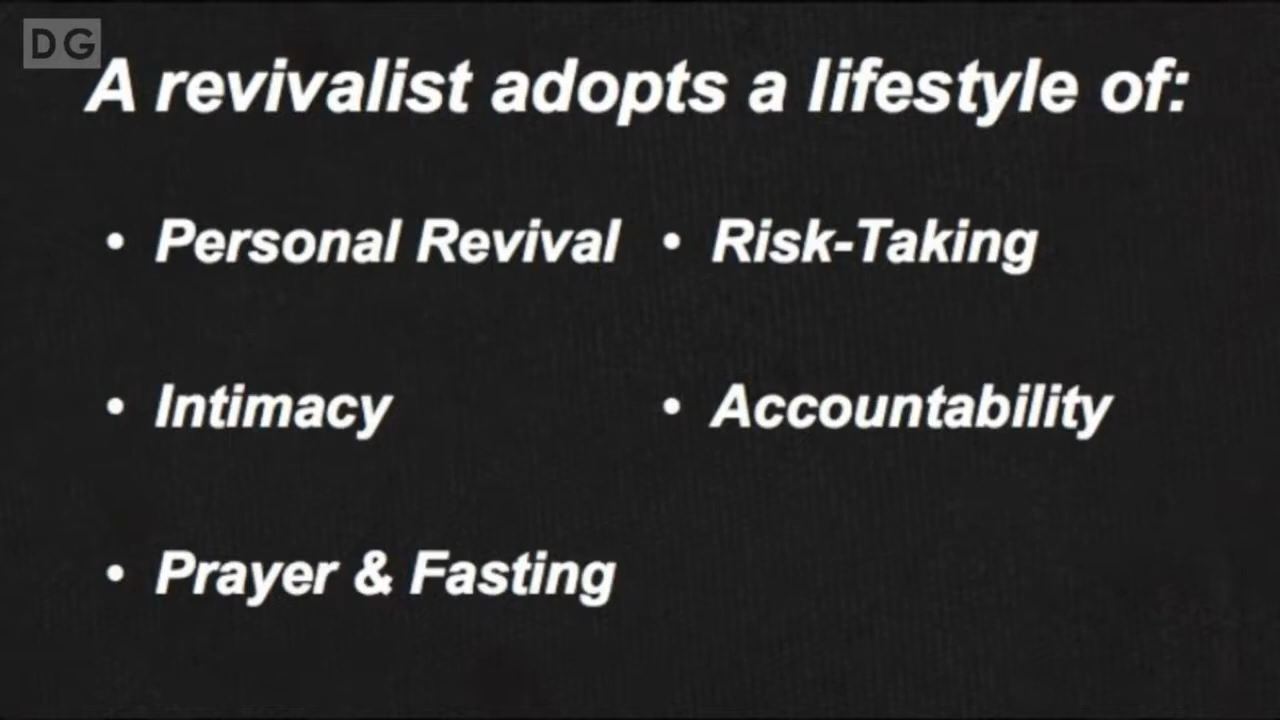 DG
A revivalist adopts a lifestyle of:
• Personal Revival
• Intimacy
• Prayer & Fasting
• Risk-Taking
• Accountability